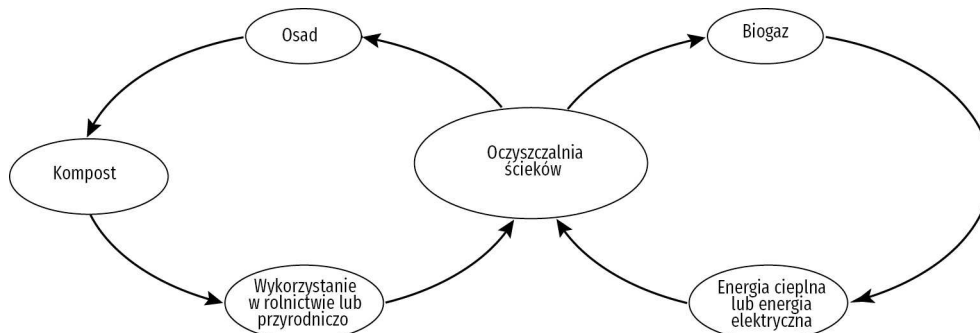 Osad
Biogaz
Oczyszczalnia
ścieków
Kompost
Wykorzystanie
w rolnictwie lub
przyrodniczo
Energia cieplna
lub energia
elektryczna